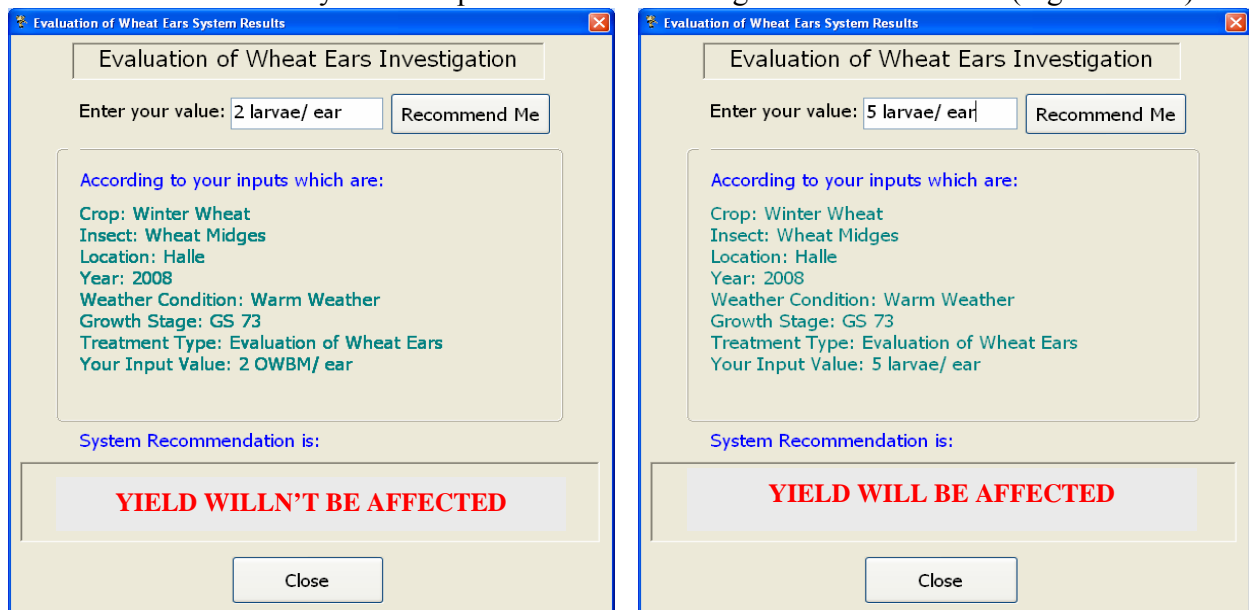 Evaluation of Wheat Ears System Results
Evaluation of Wheat Ears Investigation
Enter your value: 2 larvae/ ear Recommend Me
According to your inputs which are:
Crop: Winter Wheat
Insect: Wheat Midges
Location: Halle
Year: 2008
Weather Condition: Warm Weather
Growth Stage: GS 73
Treatment Type: Evaluation of Wheat Ears
Your Input Value: 2 OWBM/ ear
System Recommendation is:
YIELD WILLN'T BE AFFECTED
Close
Evaluation of Wheat Ears System Results
Evaluation of Wheat Ears Investigation
Enter your value: 5 larvae/ ear Recommend Me
According to your inputs which are:
Crop: Winter Wheat
Insect: Wheat Midges
Location: Halle
Year: 2008
Weather Condition: Warm Weather
Growth Stage: GS 73
Treatment Type: Evaluation of Wheat Ears
Your Input Value: 5 larvae/ ear
System Recommendation is:
YIELD WILL BE AFFECTED
Close